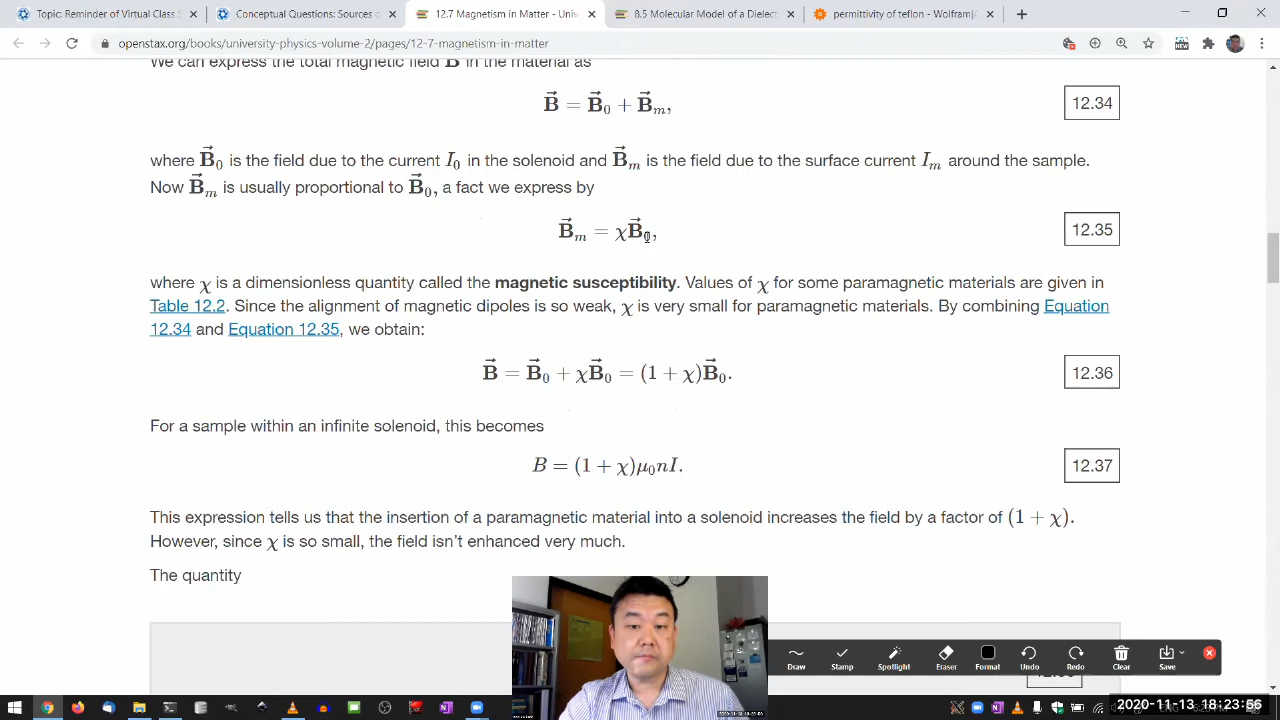 Topic: Remedy for Virtual Class S
Conceptual Questions: Sources o
12.7 Magnetism in Matter - Unive
8.5 Molecular Model of a Dielect
permittivity of teflon - Wolfram|A
openstax.org/books/university-physics-volume-2/pages/12-7-magnetism-in-matter
NEW
We can express the total magnetic field B⃗ in the material as
B⃗ = B⃗₀ + B⃗ₘ,
12.34
where B⃗₀ is the field due to the current I₀ in the solenoid and B⃗ₘ is the field due to the surface current Iₘ around the sample.
Now B⃗ₘ is usually proportional to B⃗₀, a fact we express by
B⃗ₘ = χB⃗₀,
12.35
where χ is a dimensionless quantity called the magnetic susceptibility. Values of χ for some paramagnetic materials are given in
Table 12.2. Since the alignment of magnetic dipoles is so weak, χ is very small for paramagnetic materials. By combining Equation
12.34 and Equation 12.35, we obtain:
B⃗ = B⃗₀ + χB⃗₀ = (1 + χ)B⃗₀.
12.36
For a sample within an infinite solenoid, this becomes
B = (1 + χ)μ₀nI.
12.37
This expression tells us that the insertion of a paramagnetic material into a solenoid increases the field by a factor of (1 + χ).
However, since χ is so small, the field isn't enhanced very much.
The quantity
Draw
Stamp
Spotlight
Eraser
Format
Undo
Redo
Clear
Save
2020-11-13 18:23:56